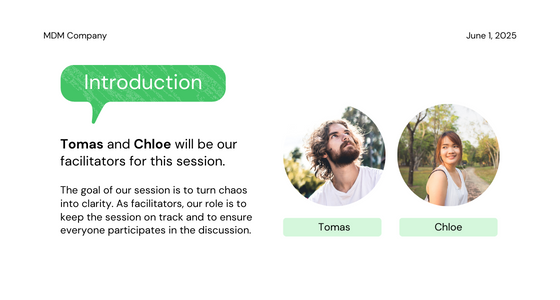 MDM Company
June 1, 2025
Introduction
Tomas and Chloe will be our
facilitators for this session.
The goal of our session is to turn chaos
into clarity. As facilitators, our role is to
keep the session on track and to ensure
everyone participates in the discussion.
Tomas
Chloe